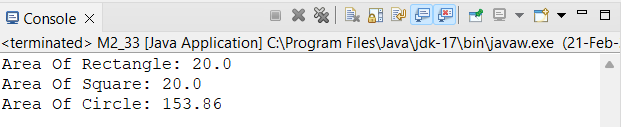 Console
<terminated> M2_33 [Java Application] C:\Program Files\Java\jdk-17\bin\javaw.exe (21-Feb-
Area Of Rectangle: 20.0
Area Of Square: 20.0
Area Of Circle: 153.86